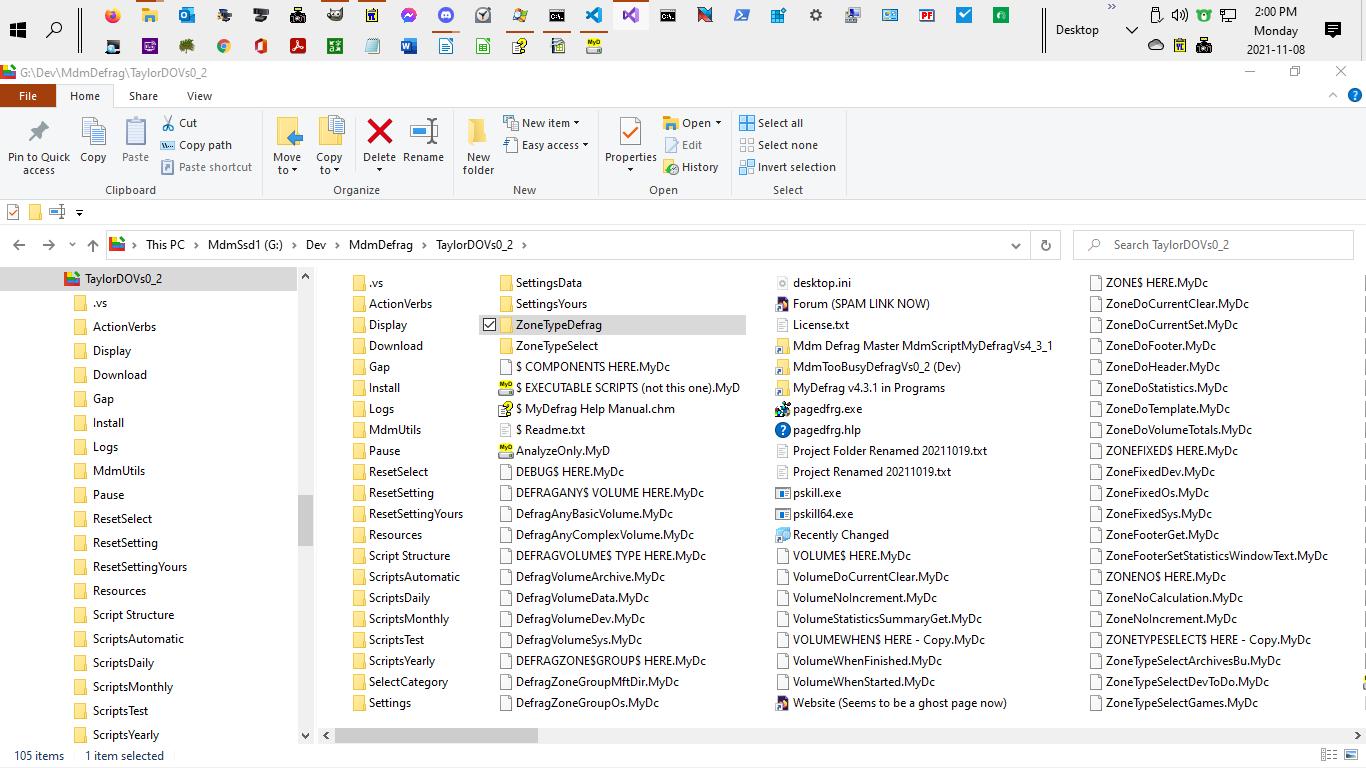 2:00 PM
Desktop
Monday
2021-11-08
G:\Dev\MdmDefrag\TaylorDOVs0_2
File Home Share View
Pin to Quick access
Copy
Paste
Cut
Copy path
Paste shortcut
Move to
Copy to
Delete
Rename
New folder
New item
Easy access
Properties
Open
Edit
History
Select all
Select none
Invert selection
Clipboard Organize New Open Select
This PC MdmSsd1 (G:) Dev MdmDefrag TaylorDOVs0_2
Search TaylorDOVs0_2
TaylorDOVs0_2
.vs
ActionVerbs
Display
Download
Gap
Install
Logs
MdmUtils
Pause
ResetSelect
ResetSetting
ResetSettingYours
Resources
Script Structure
ScriptsAutomatic
ScriptsDaily
ScriptsMonthly
ScriptsTest
ScriptsYearly
.vs
ActionVerbs
Display
Download
Gap
Install
Logs
MdmUtils
Pause
ResetSelect
ResetSetting
ResetSettingYours
Resources
Script Structure
ScriptsAutomatic
ScriptsDaily
ScriptsMonthly
ScriptsTest
ScriptsYearly
SelectCategory
Settings
SettingsData
SettingsYours
ZoneTypeDefrag
ZoneTypeSelect
$ COMPONENTS HERE.MyDc
$ EXECUTABLE SCRIPTS (not this one).MyD
$ MyDefrag Help Manual.chm
$ Readme.txt
AnalyzeOnly.MyD
DEBUG$ HERE.MyDc
DEFRAGANY$ VOLUME HERE.MyDc
DefragAnyBasicVolume.MyDc
DefragAnyComplexVolume.MyDc
DEFRAGVOLUME$ TYPE HERE.MyDc
DefragVolumeArchive.MyDc
DefragVolumeData.MyDc
DefragVolumeDev.MyDc
DefragVolumeSys.MyDc
DEFRAGZONE$GROUP$ HERE.MyDc
DefragZoneGroupMftDir.MyDc
DefragZoneGroupOs.MyDc
desktop.ini
Forum (SPAM LINK NOW)
License.txt
Mdm Defrag Master MdmScriptMyDefragVs4_3_1
MdmTooBusyDefragVs0_2 (Dev)
MyDefrag v4.3.1 in Programs
pagedfrg.exe
pagedfrg.hlp
Project Folder Renamed 20211019.txt
Project Renamed 20211019.txt
pskill.exe
pskill64.exe
Recently Changed
VOLUME$ HERE.MyDc
VolumeDoCurrentClear.MyDc
VolumeNoIncrement.MyDc
VolumeStatisticsSummaryGet.MyDc
VOLUMEWHEN$ HERE - Copy.MyDc
VolumeWhenFinished.MyDc
VolumeWhenStarted.MyDc
Website (Seems to be a ghost page now)
ZONE$ HERE.MyDc
ZoneDoCurrentClear.MyDc
ZoneDoCurrentSet.MyDc
ZoneDoFooter.MyDc
ZoneDoHeader.MyDc
ZoneDoStatistics.MyDc
ZoneDoTemplate.MyDc
ZoneDoVolumeTotals.MyDc
ZONEFIXED$ HERE.MyDc
ZoneFixedDev.MyDc
ZoneFixedOs.MyDc
ZoneFixedSys.MyDc
ZoneFooterGet.MyDc
ZoneFooterSetStatisticsWindowText.MyDc
ZONENO$ HERE.MyDc
ZoneNoCalculation.MyDc
ZoneNoIncrement.MyDc
ZONETYPESELECT$ HERE - Copy.MyDc
ZoneTypeSelectArchivesBu.MyDc
ZoneTypeSelectDevToDo.MyDc
ZoneTypeSelectGames.MyDc
105 items 1 item selected